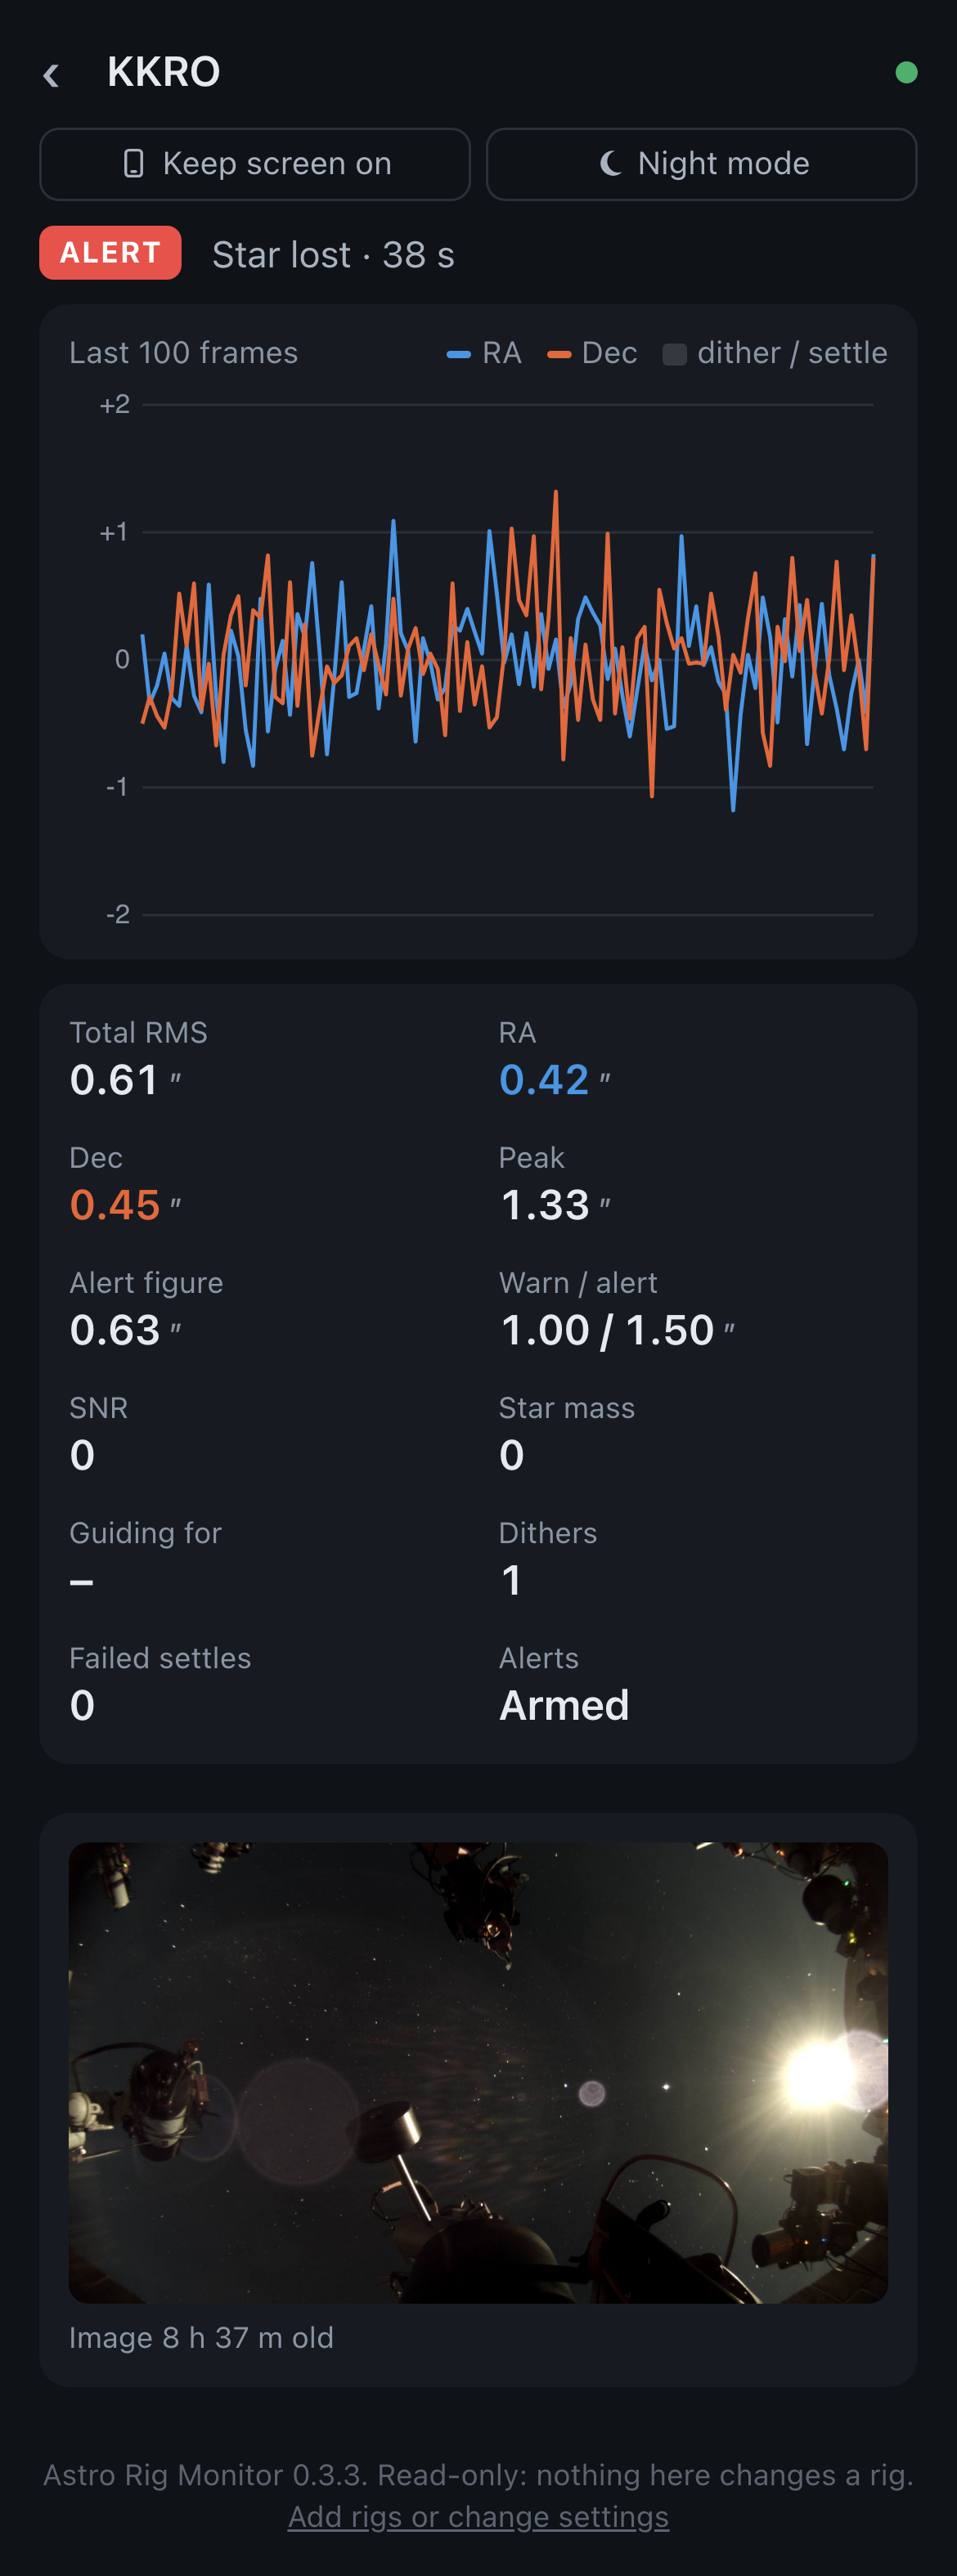 KKRO
Keep screen on
Night mode
ALERT Star lost · 38 s
Last 100 frames RA Dec dither / settle
+2
+1
0
-1
-2
Total RMS
0.61 ″
RA
0.42 ″
Dec
0.45 ″
Peak
1.33 ″
Alert figure
0.63 ″
Warn / alert
1.00 / 1.50 ″
SNR
0
Star mass
0
Guiding for
–
Dithers
1
Failed settles
0
Alerts
Armed
Image 8 h 37 m old
Astro Rig Monitor 0.3.3. Read-only: nothing here changes a rig.
Add rigs or change settings